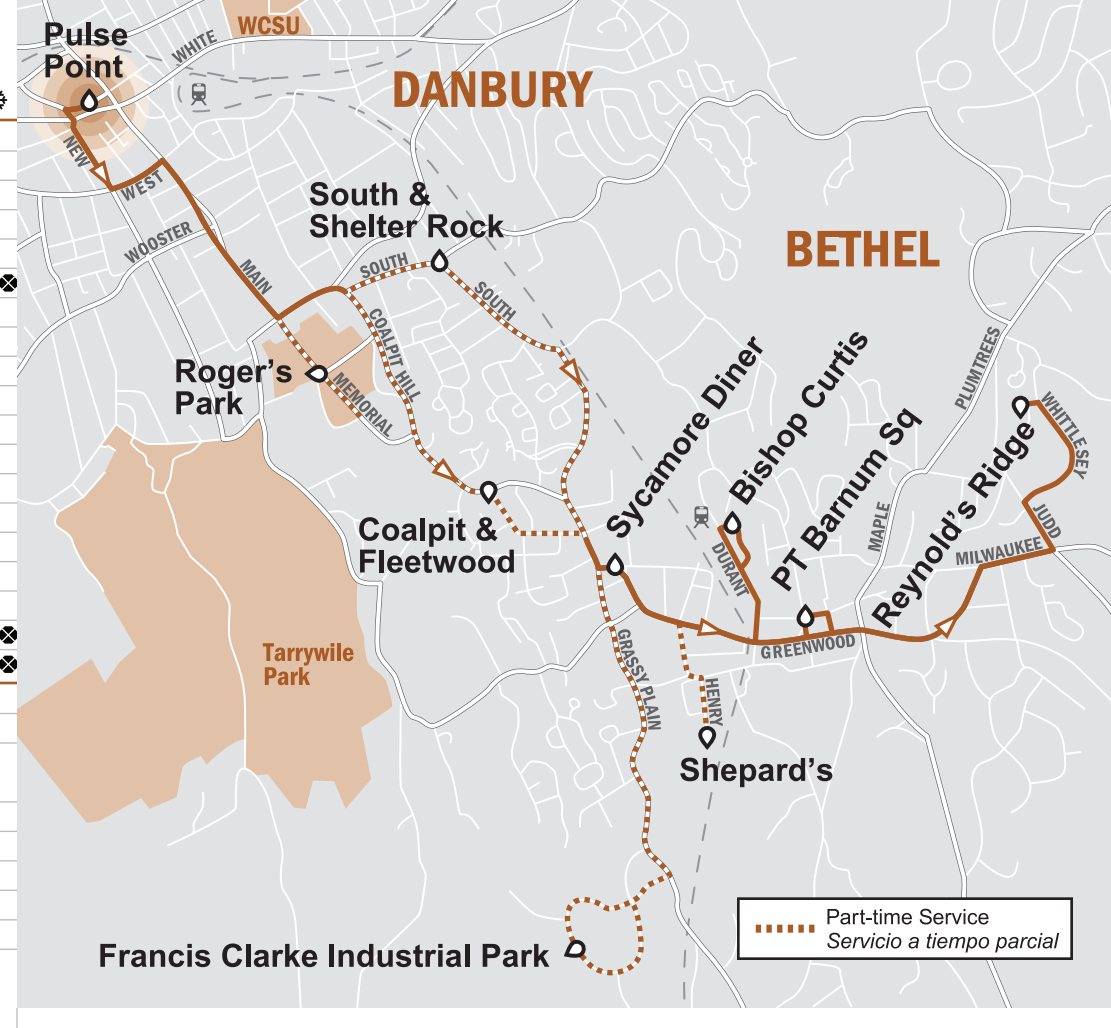 WCSU
Pulse
Point
WHITE
DANBURY
NEW
WEST
South &
Shelter Rock
WOOSTER
BETHEL
MAIN
SOUTH
SOUTH
COALPIT HILL
Roger's
Park
MEMORIAL
PLUMTREES
WHITTLESEY
Sycamore Diner
Bishop Curtis
PT Barnum Sq
Reynold's Ridge
Coalpit &
Fleetwood
MAPLE
JUDD
MILWAUKEE
DURANT
GREENWOOD
Tarrywile
Park
GRASSY PLAIN
HENRY
Shepard's
Part-time Service
Servicio a tiempo parcial
Francis Clarke Industrial Park